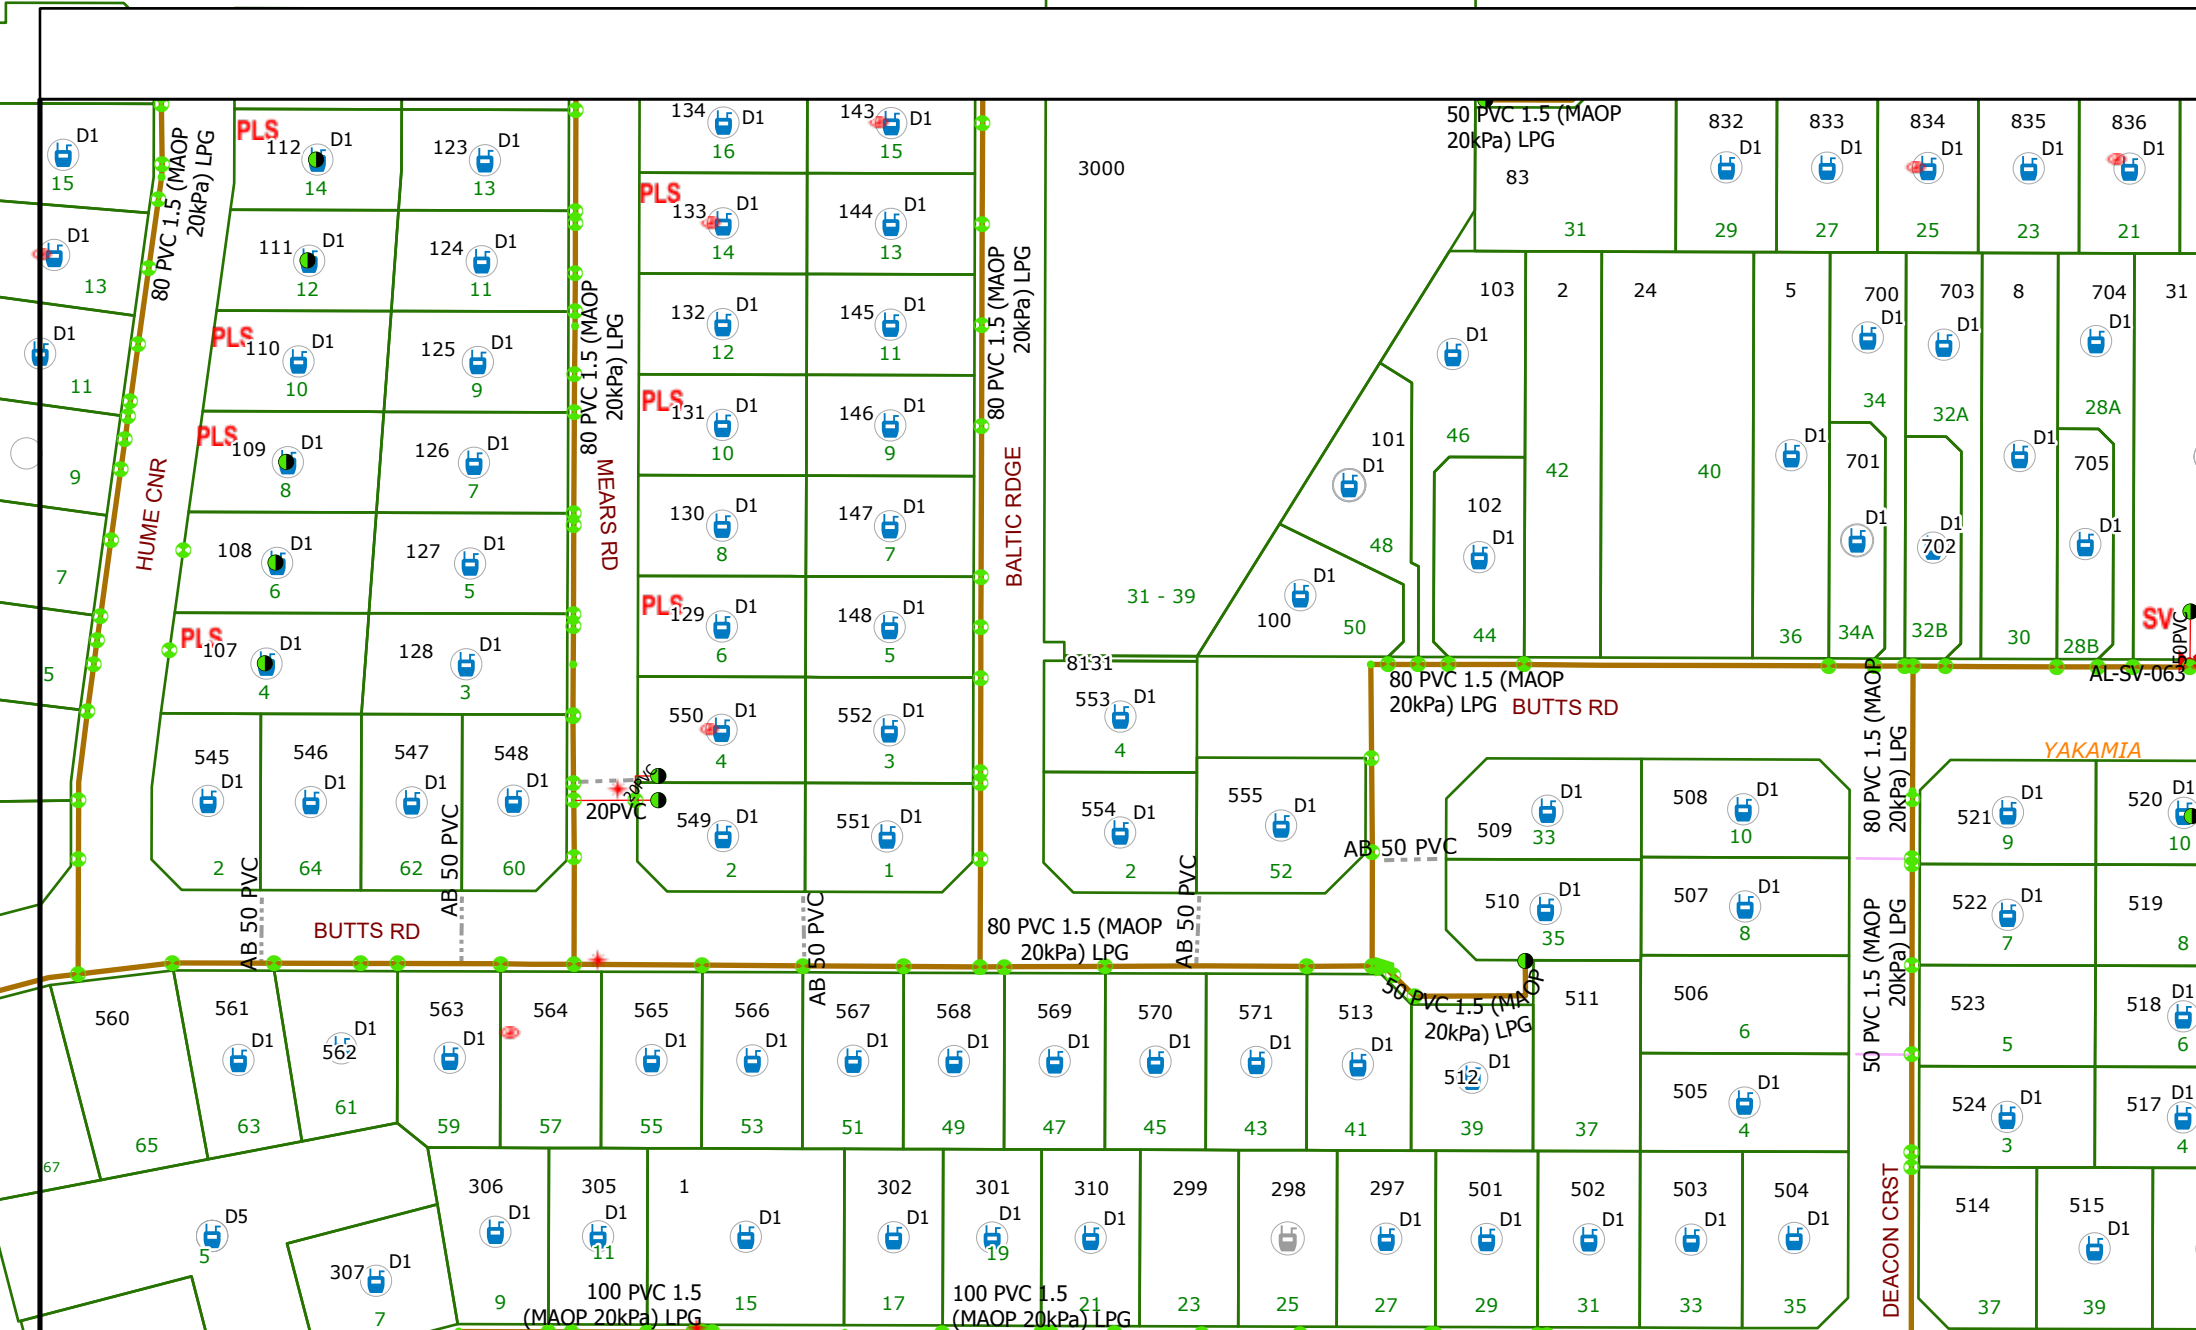 50 PVC 1.5 (MAOP
20kPa) LPG
D1
15
PLS
112
D1
14
123
D1
13
134
D1
16
143
D1
15
3000
83
31
832
D1
29
833
D1
27
834
D1
25
835
D1
23
836
D1
21
80 PVC 1.5 (MAOP
20kPa) LPG
D1
13
111
D1
12
124
D1
11
PLS
133
D1
14
144
D1
13
D1
11
PLS
110
D1
10
125
D1
9
132
D1
12
145
D1
11
80 PVC 1.5 (MAOP
20kPa) LPG
80 PVC 1.5 (MAOP
20kPa) LPG
103
D1
46
2
42
24
40
5
D1
36
700
D1
34
703
D1
32A
8
D1
30
704
D1
28A
31
9
PLS
109
D1
8
126
D1
7
PLS
131
D1
10
146
D1
9
101
D1
48
102
D1
44
701
D1
34A
D1
702
32B
705
D1
28B
HUME CNR
MEARS RD
BALTIC RDGE
7
108
D1
6
127
D1
5
130
D1
8
147
D1
7
31 - 39
100
D1
50
5
PLS
107
D1
4
128
D1
3
PLS
129
D1
6
148
D1
5
SV
50PVC
AL-SV-063
8131
553
D1
4
80 PVC 1.5 (MAOP
20kPa) LPG
BUTTS RD
545
D1
2
546
D1
64
547
D1
62
548
D1
60
550
D1
4
552
D1
3
20PVC
20PVC
549
D1
2
551
D1
1
554
D1
2
555
D1
52
AB 50 PVC
509
D1
33
508
D1
10
80 PVC 1.5 (MAOP
20kPa) LPG
YAKAMIA
521
D1
9
520
D1
10
AB 50 PVC
AB 50 PVC
AB 50 PVC
AB 50 PVC
BUTTS RD
80 PVC 1.5 (MAOP
20kPa) LPG
510
D1
35
507
D1
8
522
D1
7
519
8
50 PVC 1.5 (MAOP
20kPa) LPG
50 PVC 1.5 (MAOP
20kPa) LPG
560
65
561
D1
63
D1
562
61
563
D1
59
564
57
565
D1
55
566
D1
53
567
D1
51
568
D1
49
569
D1
47
570
D1
45
571
D1
43
513
D1
41
512
D1
39
511
37
506
6
505
D1
4
523
5
518
D1
6
524
D1
3
517
D1
4
67
D5
5
307
D1
7
306
D1
9
305
D1
11
1
D1
15
302
D1
17
301
D1
19
310
D1
21
299
23
298
25
297
D1
27
501
D1
29
502
D1
31
503
D1
33
504
D1
35
DEACON CRST
514
37
515
D1
39
100 PVC 1.5
(MAOP 20kPa) LPG
100 PVC 1.5
(MAOP 20kPa) LPG